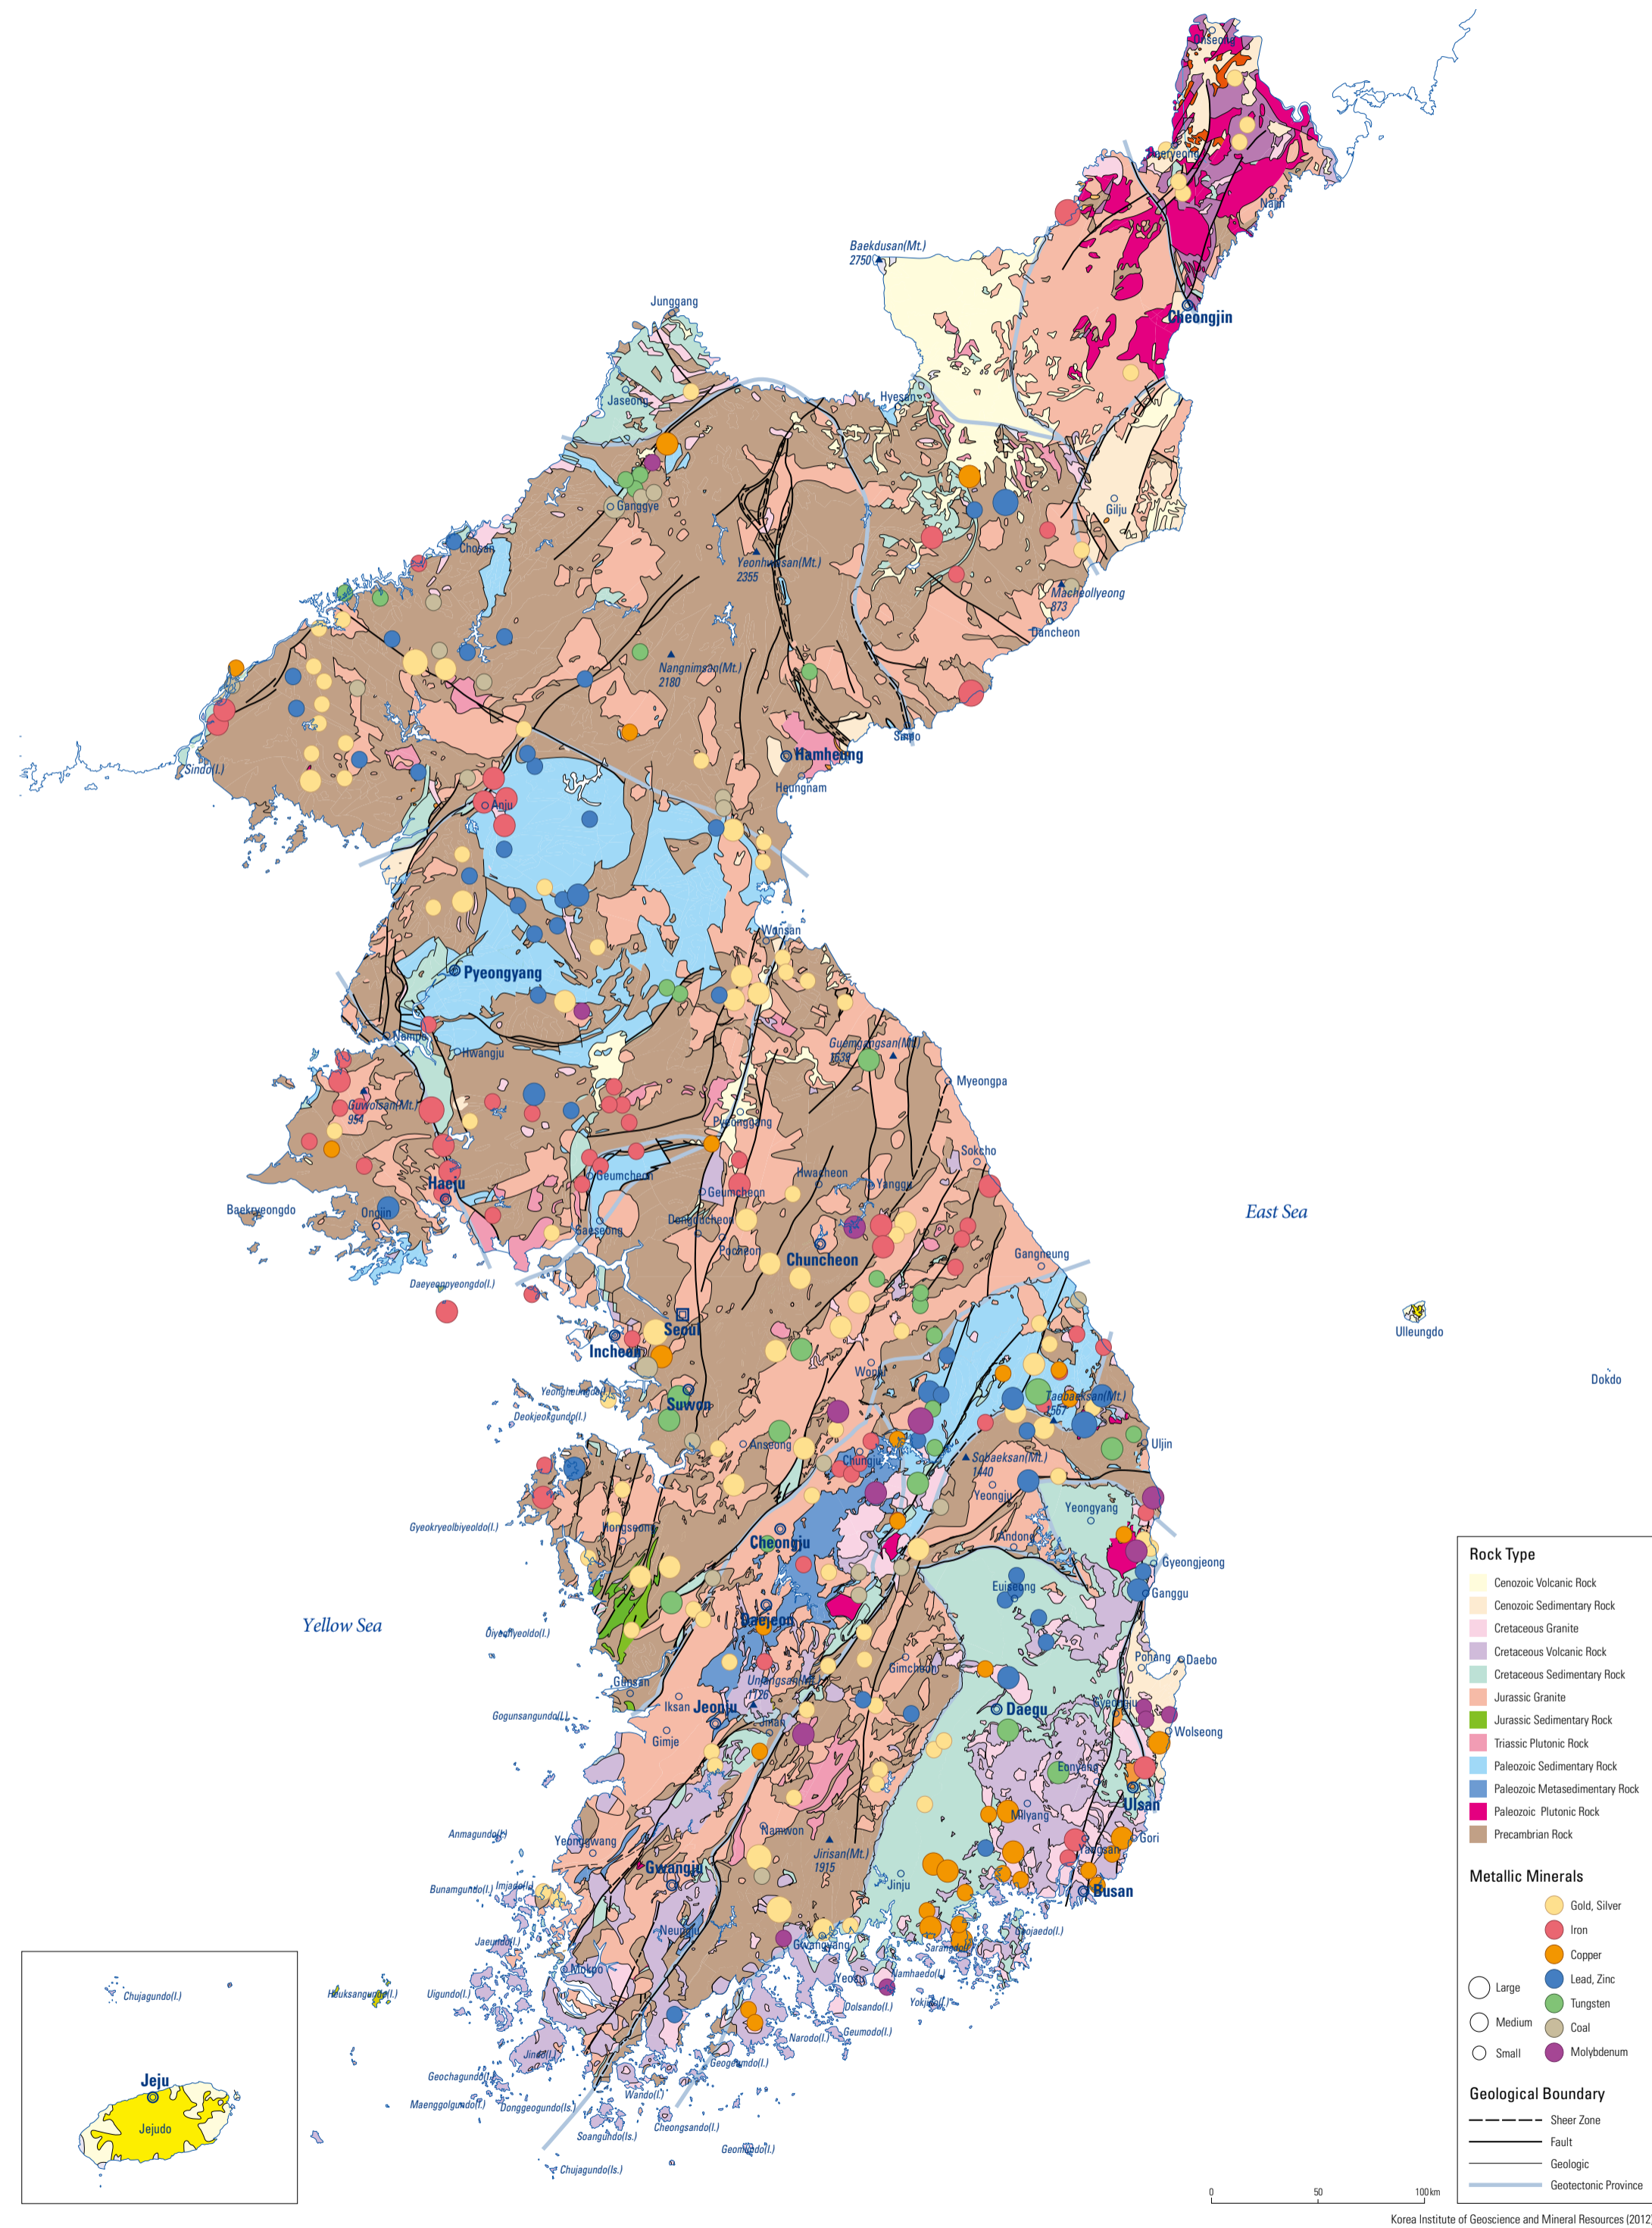 Onseong
Hoeryeong
Najin
Baekdusan(Mt.)
2750
Cheongjin
Junggang
Jaseong
Hyesan
Ganggye
Gilju
Chosan
Yeonhwasan(Mt.)
2355
Macheollyeong
873
Dancheon
Nangnimsan(Mt.)
2180
Sinpo
Hamheung
Sindo(I.)
Heungnam
Anju
Wonsan
Pyeongyang
Nampo
Hwangju
Guemgangsan(Mt.)
1638
Myeongpa
Guwolsan(Mt.)
954
Pyeonggang
Sokcho
Geumcheon
Hwacheon
Yanggu
Haeju
Geumcheon
Baekryeongdo
Ongjin
Dongducheon
East Sea
Gaeseong
Pocheon
Chuncheon
Gangneung
Daeyeonpyeongdo(I.)
Seoul
Ulleungdo
Incheon
Wonju
Dokdo
Yeongheungdo(I.)
Suwon
Taebaeksan(Mt.)
1567
Deokjeokgundo(I.)
Anseong
Uljin
Chungju
Sobaeksan(Mt.)
1440
Yeongju
Yeongyang
Gyeokryeolbiyeoldo(I.)
Hongseong
Cheongju
Andong
Gyeongjeong
Euiseong
Ganggu
Yellow Sea
Daejeon
Oiyeonyeoldo(I.)
Pohang
Daebo
Gimcheon
Gunsan
Unjangsan(Mt.)
1126
Iksan
Jeonju
Gyeongju
Daegu
Gogunsangundo(I.)
Jinan
Wolseong
Gimje
Eonyang
Ulsan
Milyang
Anmagundo(I.)
Yeonggwang
Namwon
Gori
Jirisan(Mt.)
1915
Yangsan
Gwangju
Jinju
Busan
Bunamgundo(I.)
Imjado(I.)
Neungju
Geojaedo(I.)
Jaeundo(I.)
Gwangyang
Sarangdo(I.)
Mokpo
Yeosu
Namhaedo(I.)
Heuksangundo(I.)
Uigundo(I.)
Dolsando(I.)
Yokjido(I.)
Chujagundo(I.)
Geumodo(I.)
Narodo(I.)
Jindo(I.)
Geogeumdo(I.)
Geochagundo(I.)
Wando(I.)
Maenggolgundo(I.)
Donggeogundo(Is.)
Cheongsando(I.)
Soangundo(Is.)
Geomundo(I.)
Chujagundo(Is.)
Jeju
Jejudo
Rock Type
Cenozoic Volcanic Rock
Cenozoic Sedimentary Rock
Cretaceous Granite
Cretaceous Volcanic Rock
Cretaceous Sedimentary Rock
Jurassic Granite
Jurassic Sedimentary Rock
Triassic Plutonic Rock
Paleozoic Sedimentary Rock
Paleozoic Metasedimentary Rock
Paleozoic Plutonic Rock
Precambrian Rock
Metallic Minerals
Gold, Silver
Iron
Copper
Lead, Zinc
Tungsten
Coal
Molybdenum
Large
Medium
Small
Geological Boundary
Sheer Zone
Fault
Geologic
Geotectonic Province
0 50 100km
Korea Institute of Geoscience and Mineral Resources (2012)